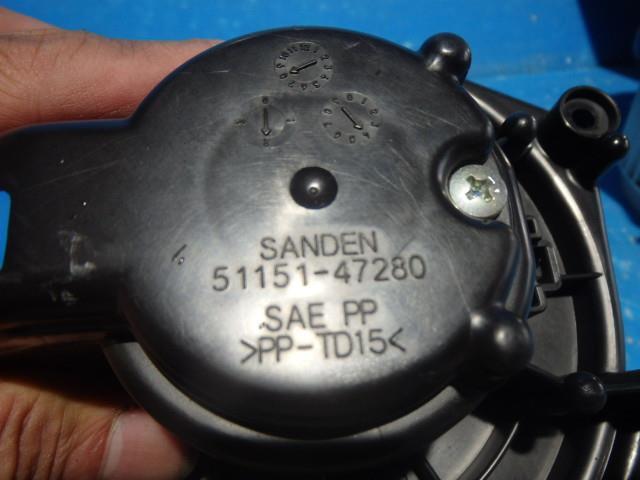 SANDEN
51151-47280
SAE PP
>PP-TD15<